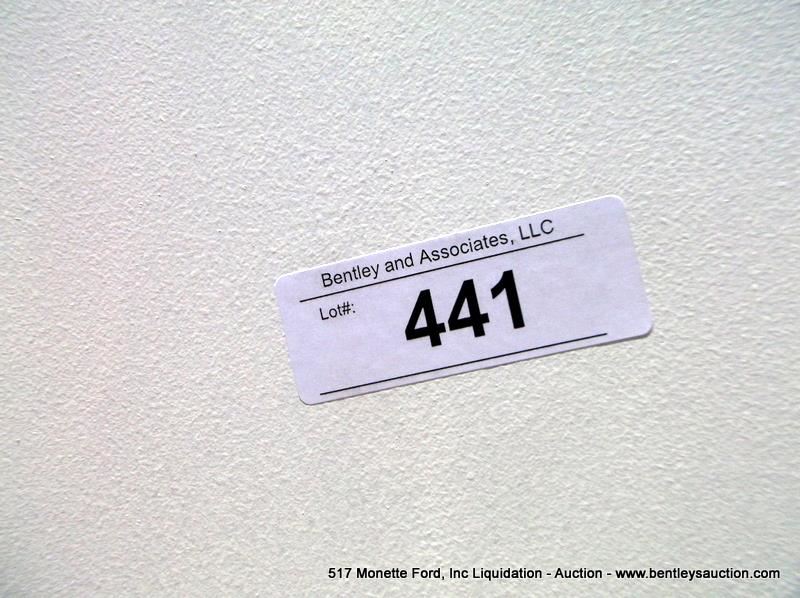 Bentley and Associates, LLC
Lot#:
441
517 Monette Ford, Inc Liquidation - Auction - www.bentleysauction.com